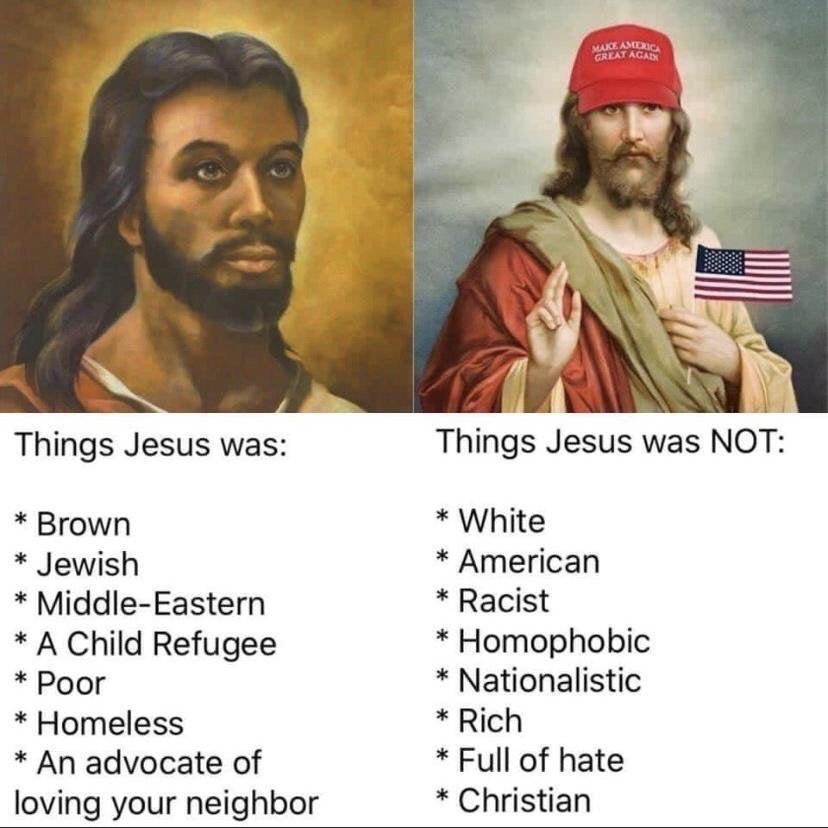 MAKE AMERICA
GREAT AGAIN
Things Jesus was:
* Brown
* Jewish
* Middle-Eastern
* A Child Refugee
* Poor
* Homeless
* An advocate of
loving your neighbor
Things Jesus was NOT:
* White
* American
* Racist
* Homophobic
* Nationalistic
* Rich
* Full of hate
* Christian